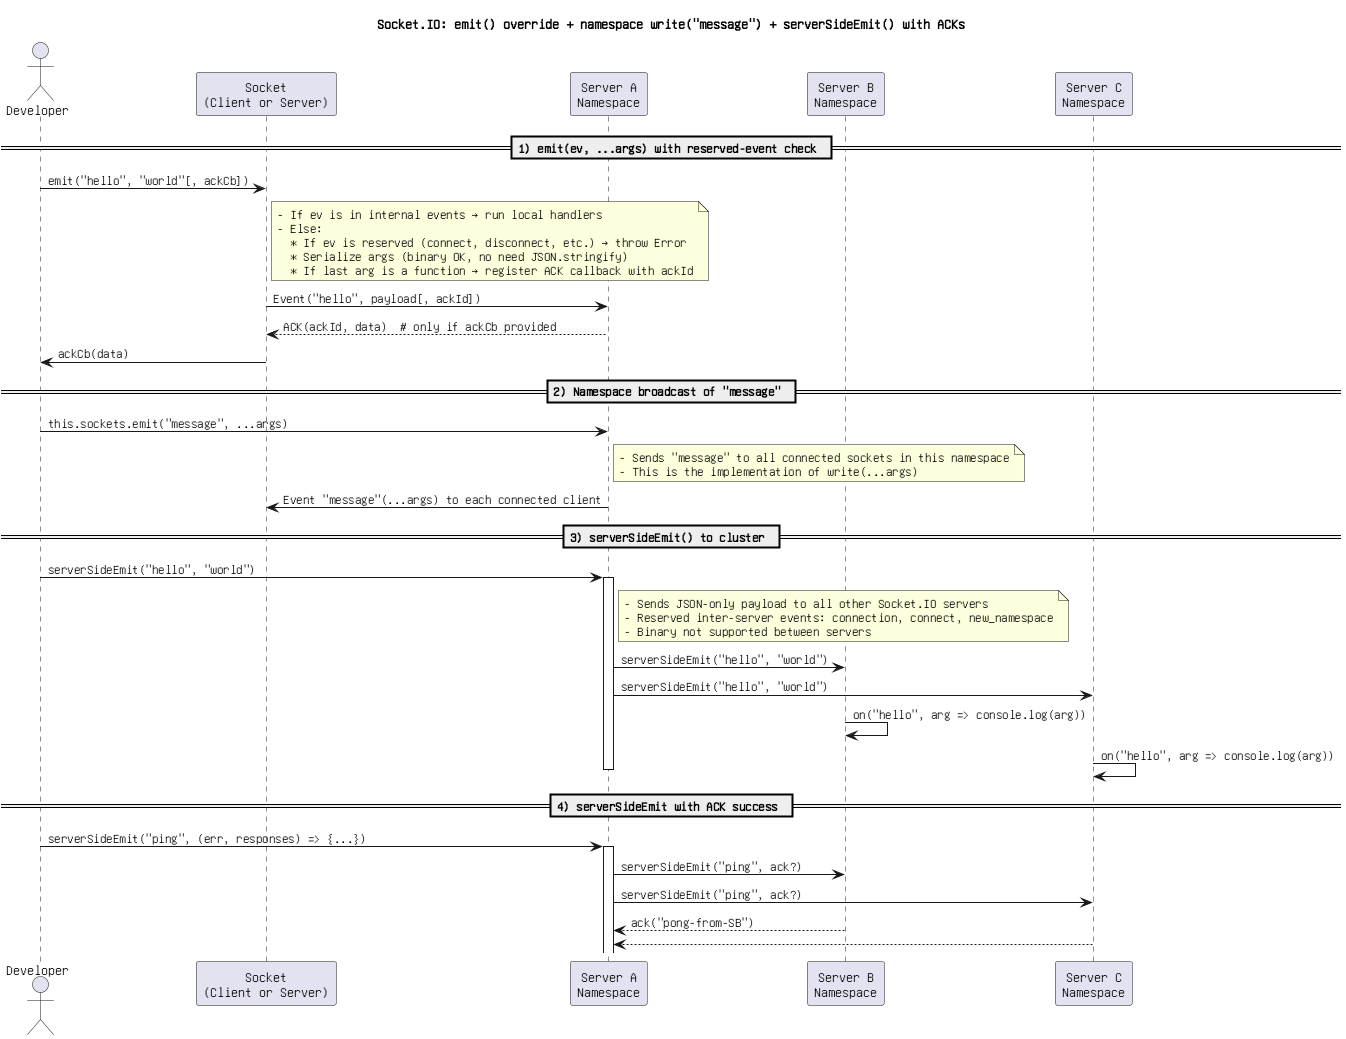 Socket.IO: emit() override + namespace write("message") + serverSideEmit() with ACKs
Developer
Socket
(Client or Server)
Server A
Namespace
Server B
Namespace
Server C
Namespace
1) emit(ev, ...args) with reserved-event check
emit("hello", "world"[, ackCb])
- If ev is in internal events → run local handlers
- Else:
* If ev is reserved (connect, disconnect, etc.) → throw Error
* Serialize args (binary OK, no need JSON.stringify)
* If last arg is a function → register ACK callback with ackId
Event("hello", payload[, ackId])
ACK(ackId, data)  # only if ackCb provided
ackCb(data)
2) Namespace broadcast of "message"
this.sockets.emit("message", ...args)
- Sends "message" to all connected sockets in this namespace
- This is the implementation of write(...args)
Event "message"(...args) to each connected client
3) serverSideEmit() to cluster
serverSideEmit("hello", "world")
- Sends JSON-only payload to all other Socket.IO servers
- Reserved inter-server events: connection, connect, new_namespace
- Binary not supported between servers
serverSideEmit("hello", "world")
serverSideEmit("hello", "world")
on("hello", arg => console.log(arg))
on("hello", arg => console.log(arg))
4) serverSideEmit with ACK success
serverSideEmit("ping", (err, responses) => {...})
serverSideEmit("ping", ack?)
serverSideEmit("ping", ack?)
ack("pong-from-SB")
Developer
Socket
(Client or Server)
Server A
Namespace
Server B
Namespace
Server C
Namespace